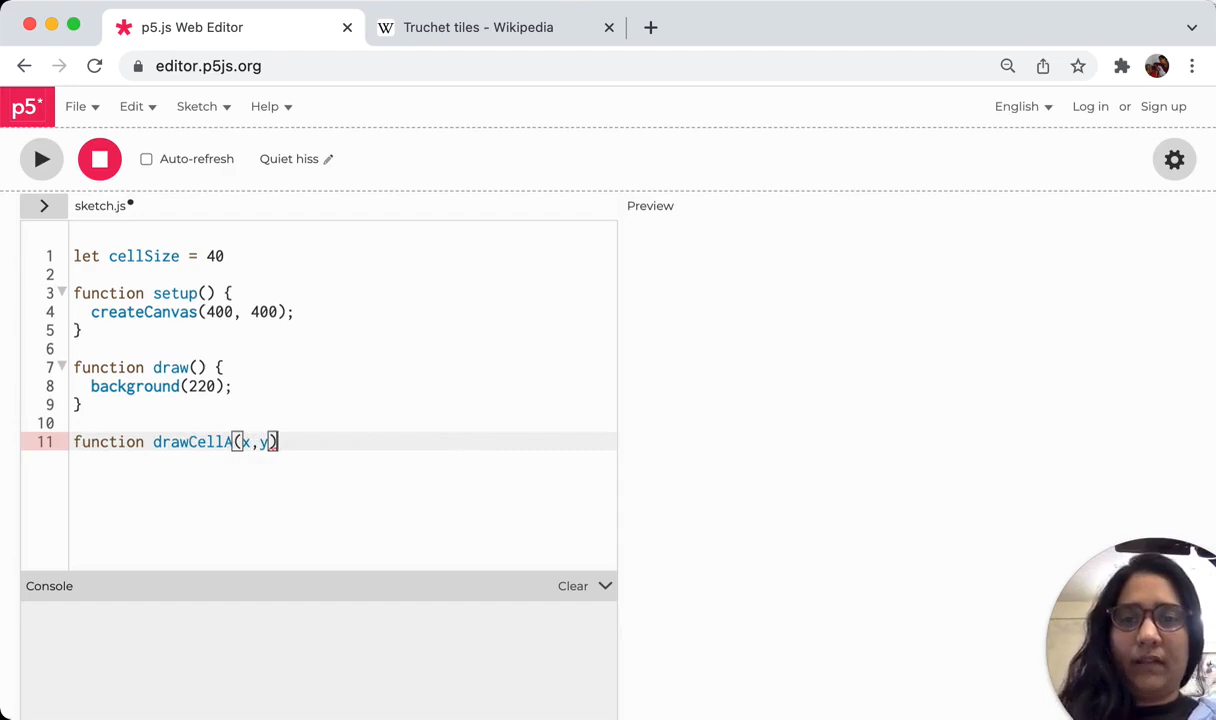 p5.js Web Editor
W Truchet tiles - Wikipedia
editor.p5js.org
p5* File Edit Sketch Help English Log in or Sign up
Auto-refresh Quiet hiss
sketch.js Preview
1 let cellSize = 40
2
3 function setup() {
4 createCanvas(400, 400);
5 }
6
7 function draw() {
8 background(220);
9 }
10
11 function drawCellA(x,y)
Console Clear